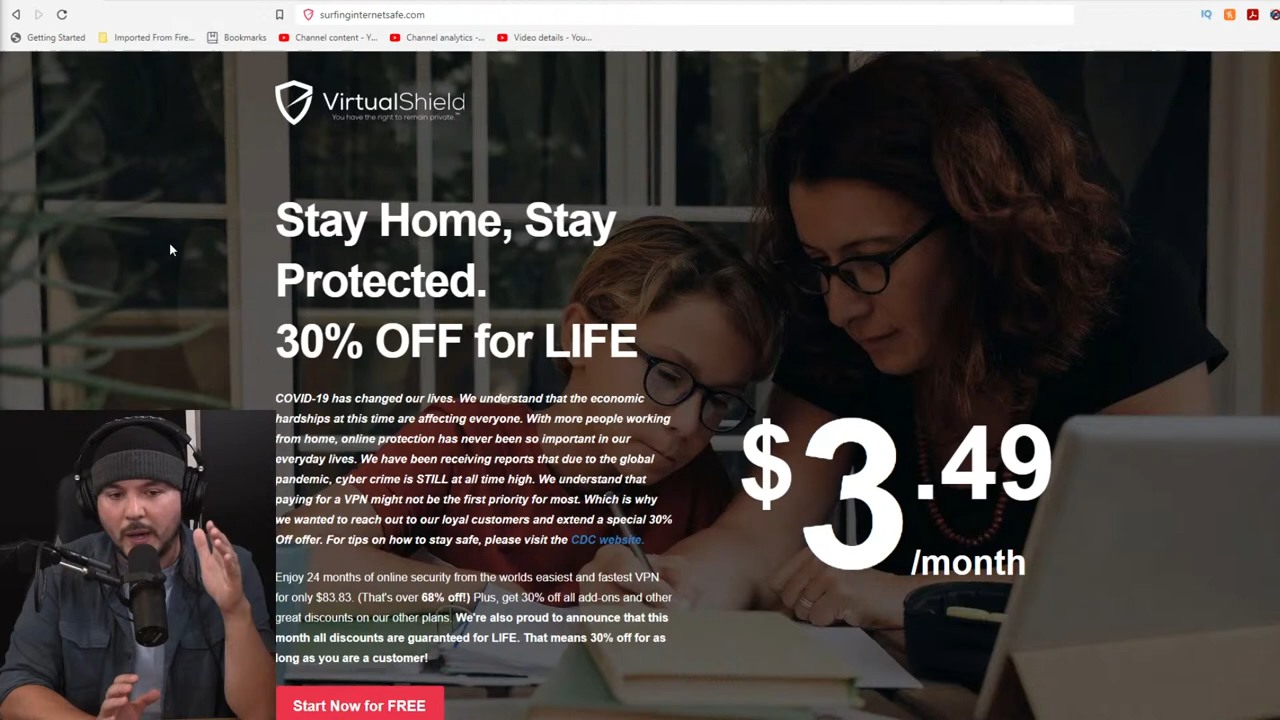 surfinginternetsafe.com
IQ
Getting Started
Imported From Fire...
Bookmarks
Channel content - Y...
Channel analytics -...
Video details - You...
VirtualShield
You have the right to remain private.™
Stay Home, Stay
Protected.
30% OFF for LIFE
COVID-19 has changed our lives. We understand that the economic
hardships at this time are affecting everyone. With more people working
from home, online protection has never been so important in our
everyday lives. We have been receiving reports that due to the global
pandemic, cyber crime is STILL at all time high. We understand that
paying for a VPN might not be the first priority for most. Which is why
we wanted to reach out to our loyal customers and extend a special 30%
Off offer. For tips on how to stay safe, please visit the CDC website.
$3.49
/month
Enjoy 24 months of online security from the worlds easiest and fastest VPN
for only $83.83. (That's over 68% off!) Plus, get 30% off all add-ons and other
great discounts on our other plans. We're also proud to announce that this
month all discounts are guaranteed for LIFE. That means 30% off for as
long as you are a customer!
Start Now for FREE